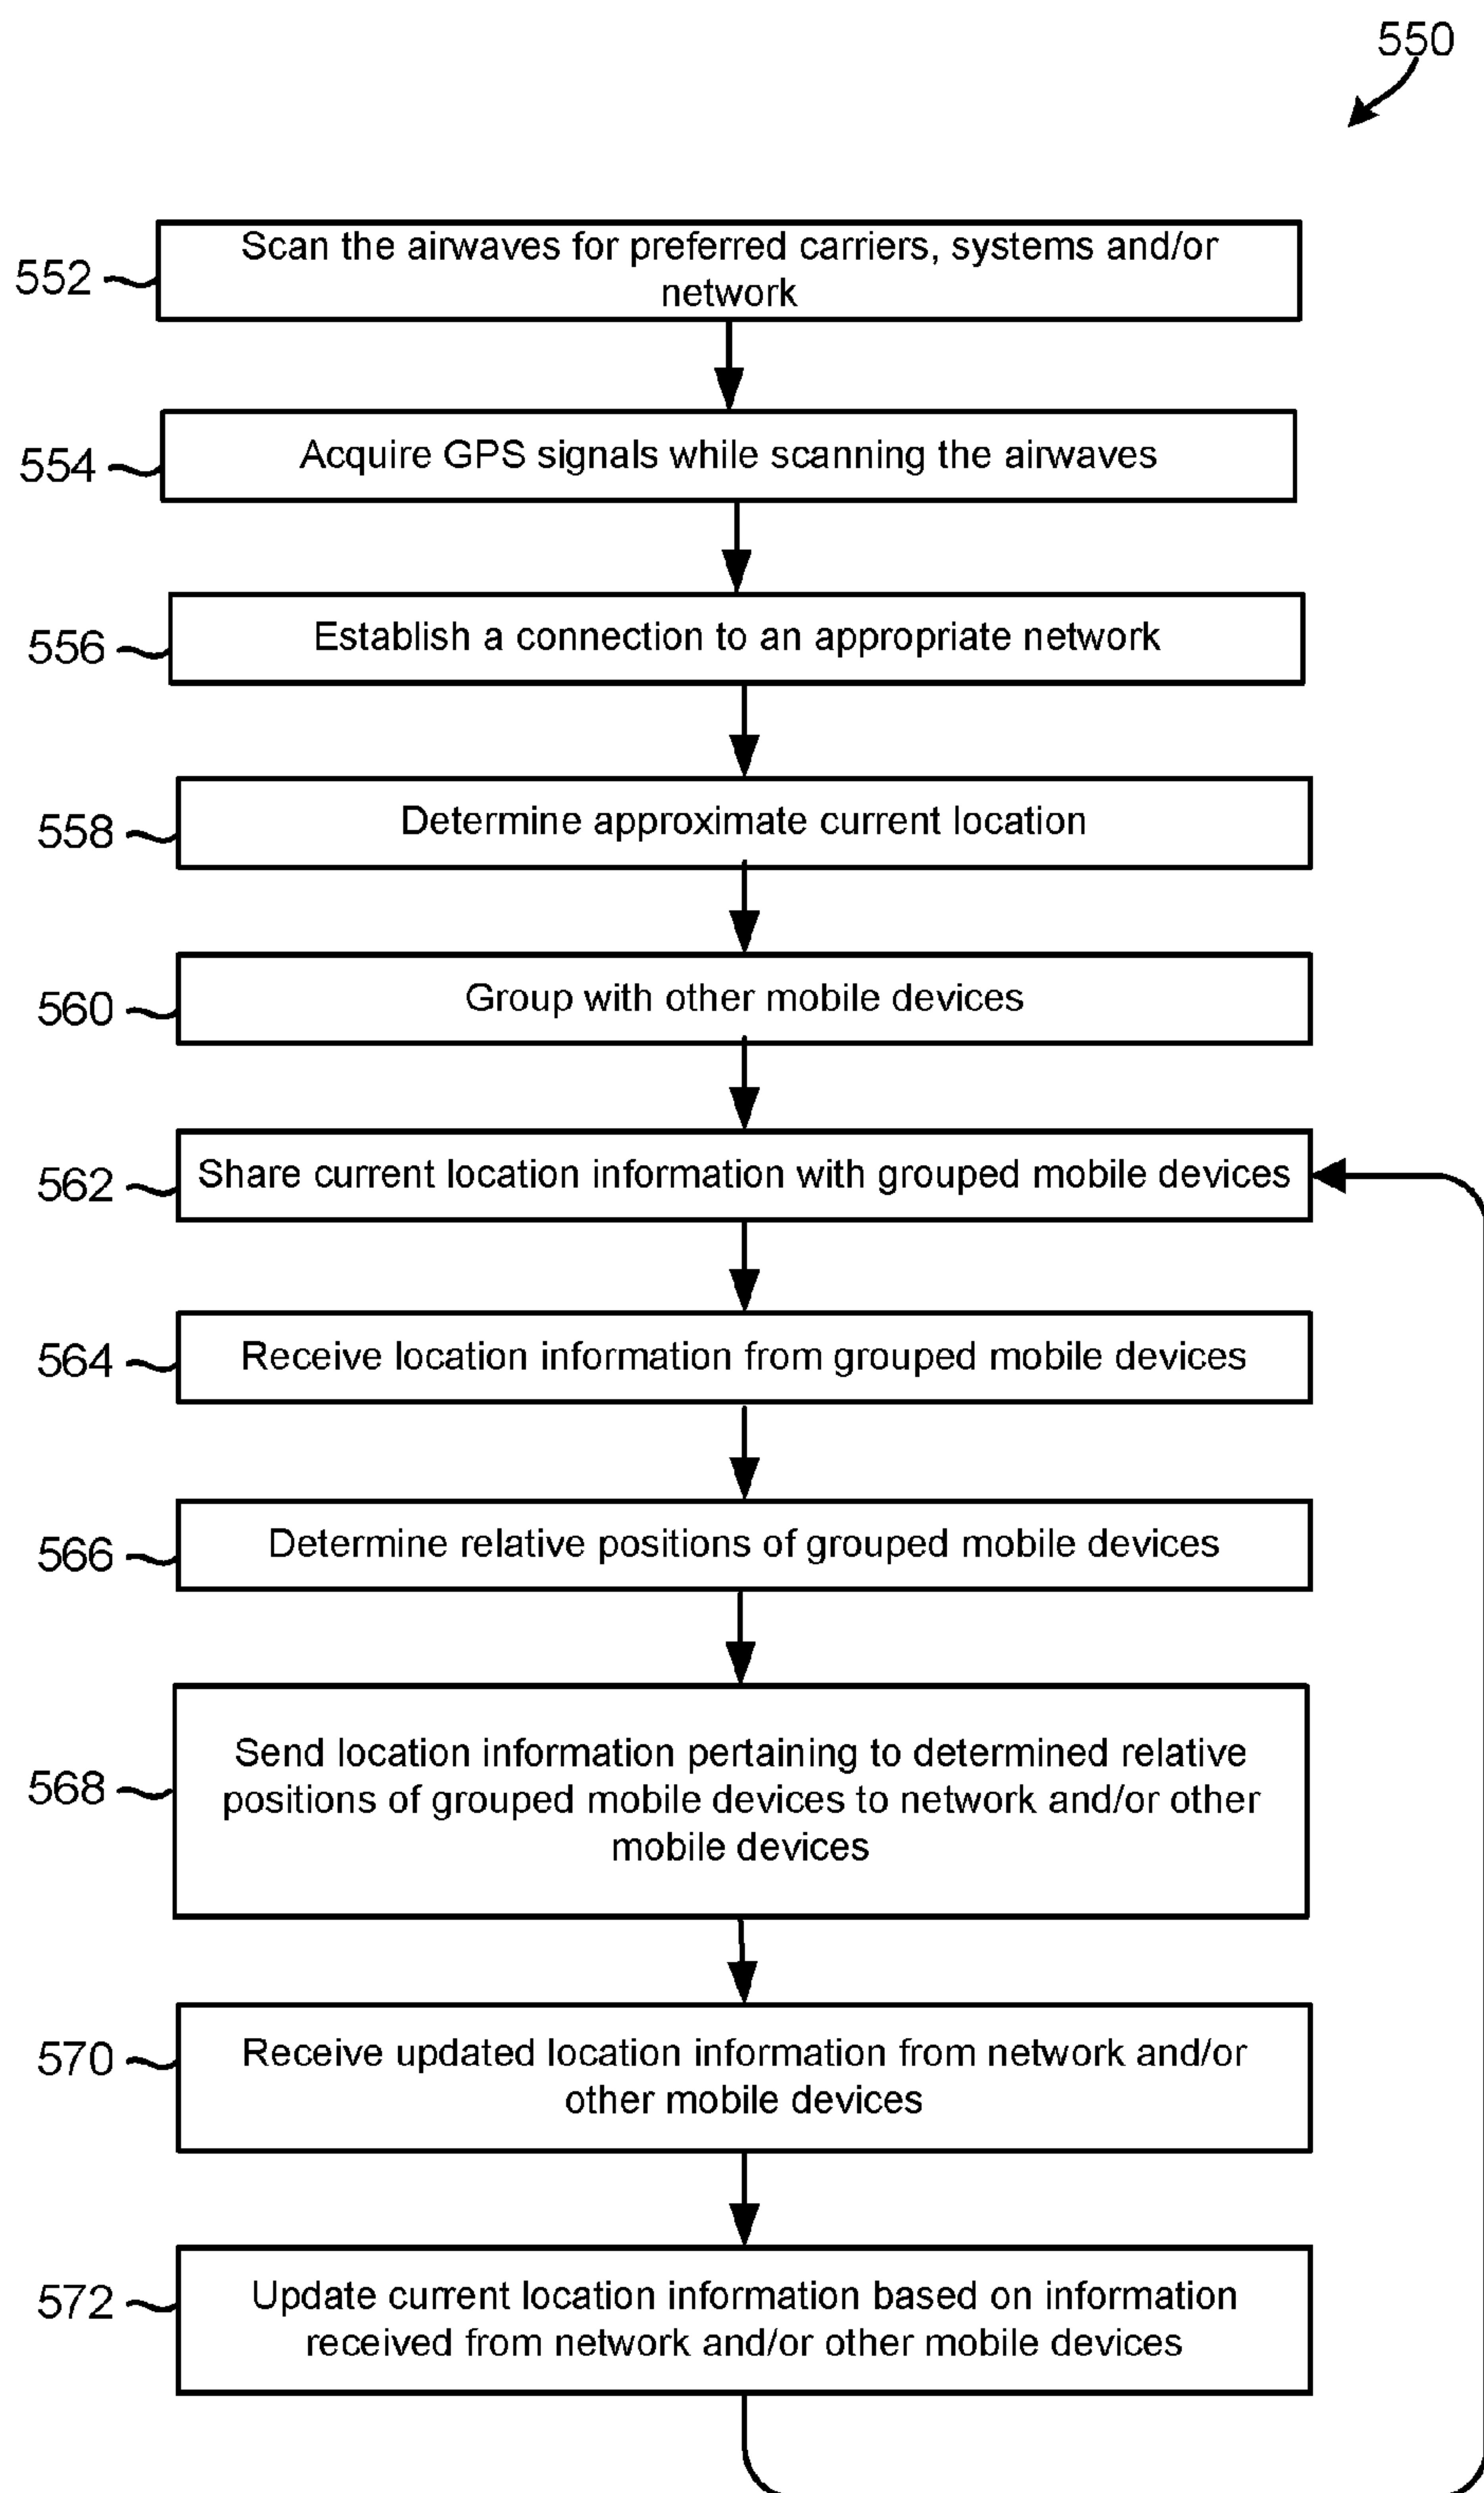 550
552
Scan the airwaves for preferred carriers, systems and/or
network
554
Acquire GPS signals while scanning the airwaves
556
Establish a connection to an appropriate network
558
Determine approximate current location
560
Group with other mobile devices
562
Share current location information with grouped mobile devices
564
Receive location information from grouped mobile devices
566
Determine relative positions of grouped mobile devices
568
Send location information pertaining to determined relative
positions of grouped mobile devices to network and/or other
mobile devices
570
Receive updated location information from network and/or
other mobile devices
572
Update current location information based on information
received from network and/or other mobile devices